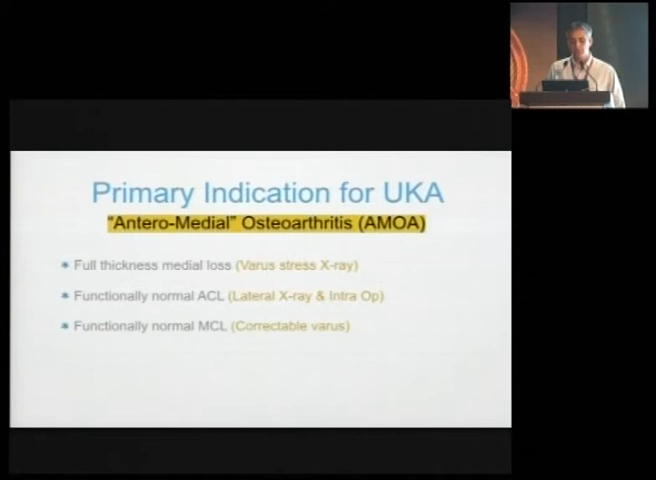 Primary Indication for UKA
"Antero-Medial" Osteoarthritis (AMOA)
* Full thickness medial loss (Varus stress X-ray)
* Functionally normal ACL (Lateral X-ray & Intra Op)
* Functionally normal MCL (Correctable varus)